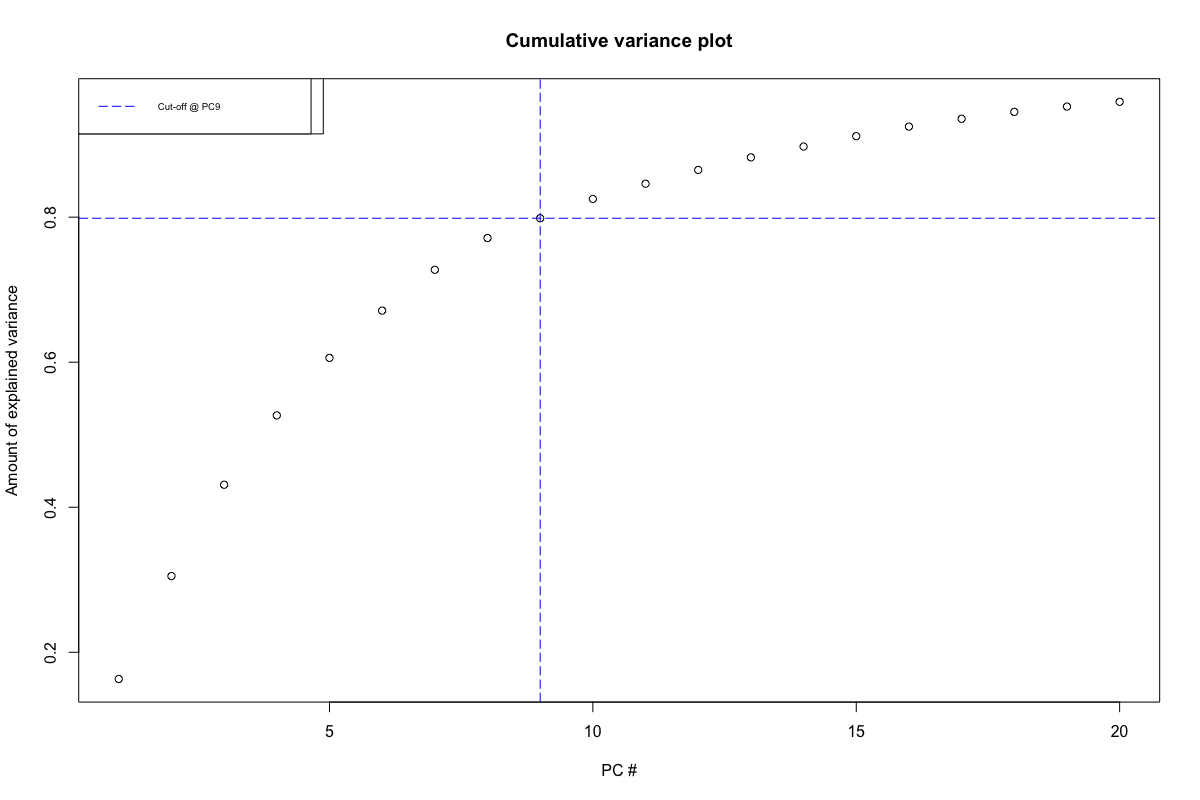 Cumulative variance plot
Cut-off @ PC9
Amount of explained variance
0.8
0.6
0.4
0.2
5 10 15 20
PC #